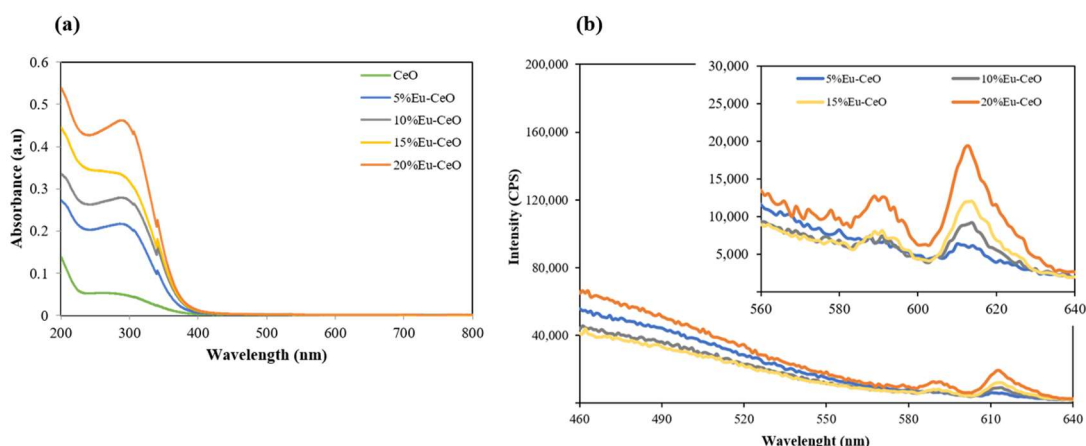 (a)
0.6
0.5
0.4
0.3
0.2
0.1
0
Absorbance (a.u)
200 300 400 500 600 700 800
Wavelength (nm)
CeO
5%Eu-CeO
10%Eu-CeO
15%Eu-CeO
20%Eu-CeO
(b)
200,000
160,000
120,000
80,000
40,000
Intensity (CPS)
460 490 520 550 580 610 640
Wavelenght (nm)
30,000
25,000
20,000
15,000
10,000
5,000
560 580 600 620 640
5%Eu-CeO 10%Eu-CeO
15%Eu-CeO 20%Eu-CeO